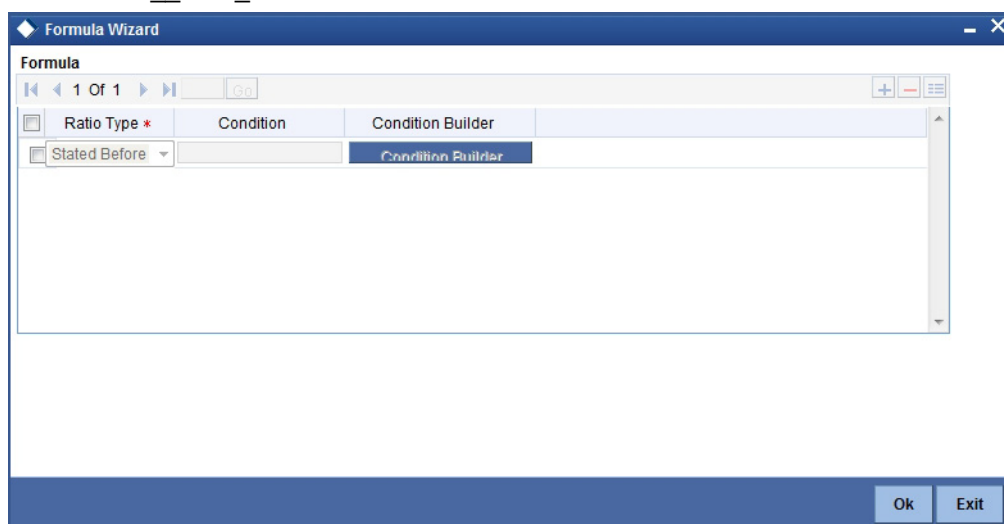 Formula Wizard
Formula
1 Of 1 Go
Ratio Type * Condition Condition Builder
Stated Before Condition Builder
Ok Exit